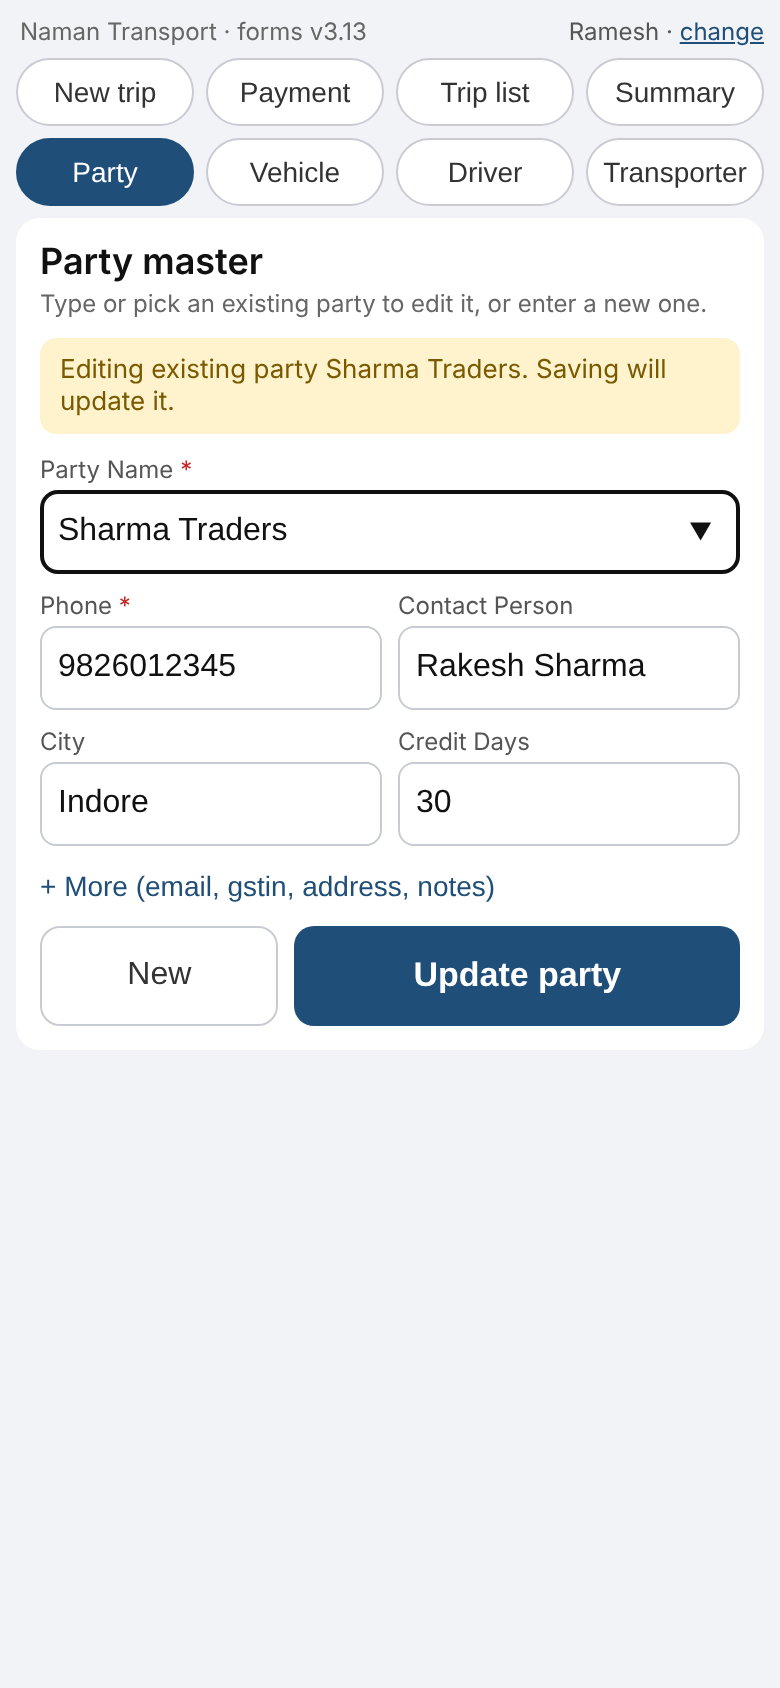 Naman Transport · forms v3.13
Ramesh · change
New trip
Payment
Trip list
Summary
Party
Vehicle
Driver
Transporter
Party master
Type or pick an existing party to edit it, or enter a new one.
Editing existing party Sharma Traders. Saving will
update it.
Party Name *
Sharma Traders
Phone *
Contact Person
9826012345
Rakesh Sharma
City
Credit Days
Indore
30
+ More (email, gstin, address, notes)
New
Update party